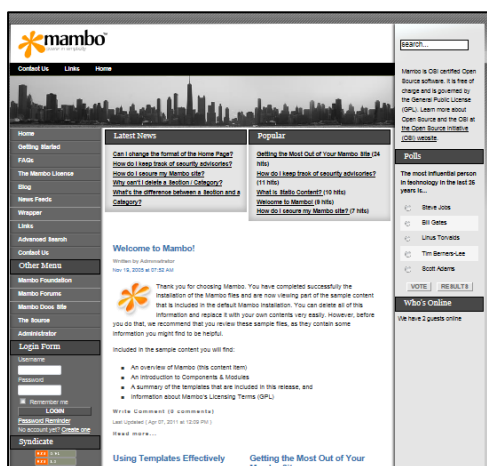 mambo
search...
Contact Us Links Home
Mambo is OSI certified Open
Source software. It is free of
charge and is governed by
the General Public License
(GPL). Learn more about
Open Source and the OSI at
the Open Source Initiative
(OSI) website.
Home
Getting Started
FAQs
The Mambo License
Blog
News Feeds
Wrapper
Links
Advanced Search
Contact Us
Other Menu
Mambo Foundation
Mambo Forums
Mambo Docs Site
The Source
Administrator
Login Form
Username
Password
Remember me
LOGIN
Password Reminder
No account yet? Create one
Syndicate
Latest News
Can I change the format of the Home Page?
How do I keep track of security advisories?
How do I secure my Mambo site?
Why can't I delete a Section / Category?
What's the difference between a Section and a
Category?
Popular
Getting the Most Out of Your Mambo Site (24
hits)
How do I keep track of security advisories?
(11 hits)
What is Static Content? (10 hits)
Welcome to Mambo! (8 hits)
How do I secure my Mambo site? (7 hits)
Welcome to Mambo!
Written by Administrator
Nov 19, 2005 at 07:52 AM
Thank you for choosing Mambo. You have completed successfully the
installation of the Mambo files and are now viewing part of the sample content
that is included in the default Mambo installation. You can delete all of this
information and replace it with your own content very easily. However, before
you do that, we recommend that you review these sample files, as they contain some
information you might find to be helpful.
Included in the sample content you will find:
An overview of Mambo (this content item)
An introduction to Components & Modules
A summary of the templates that are included in this release, and
Information about Mambo's Licensing Terms (GPL)
Write Comment (0 comments)
Last Updated ( Apr 07, 2011 at 12:09 PM )
Read more...
Using Templates Effectively
Getting the Most Out of Your
Polls
The most influential person
in technology in the last 25
years is...
Steve Jobs
Bill Gates
Linus Torvalds
Tim Berners-Lee
Scott Adams
VOTE RESULTS
Who's Online
We have 2 guests online